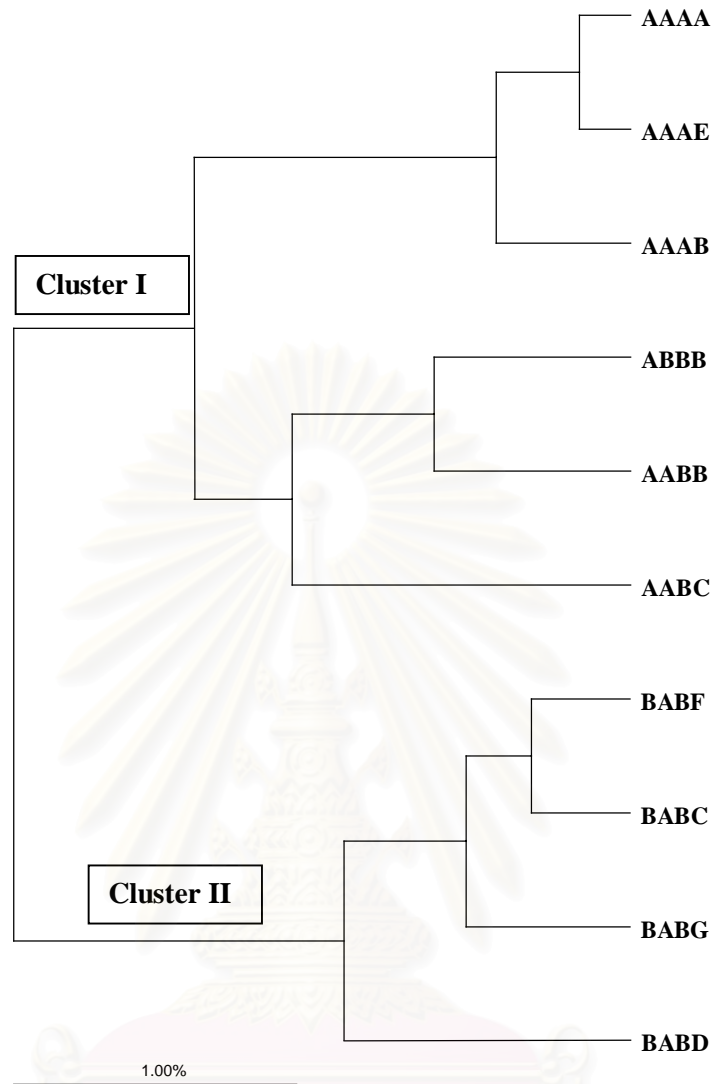 AAAA
AAAE
AAAB
Cluster I
ABBB
AABB
AABC
BABF
BABC
Cluster II
BABG
BABD
1.00%